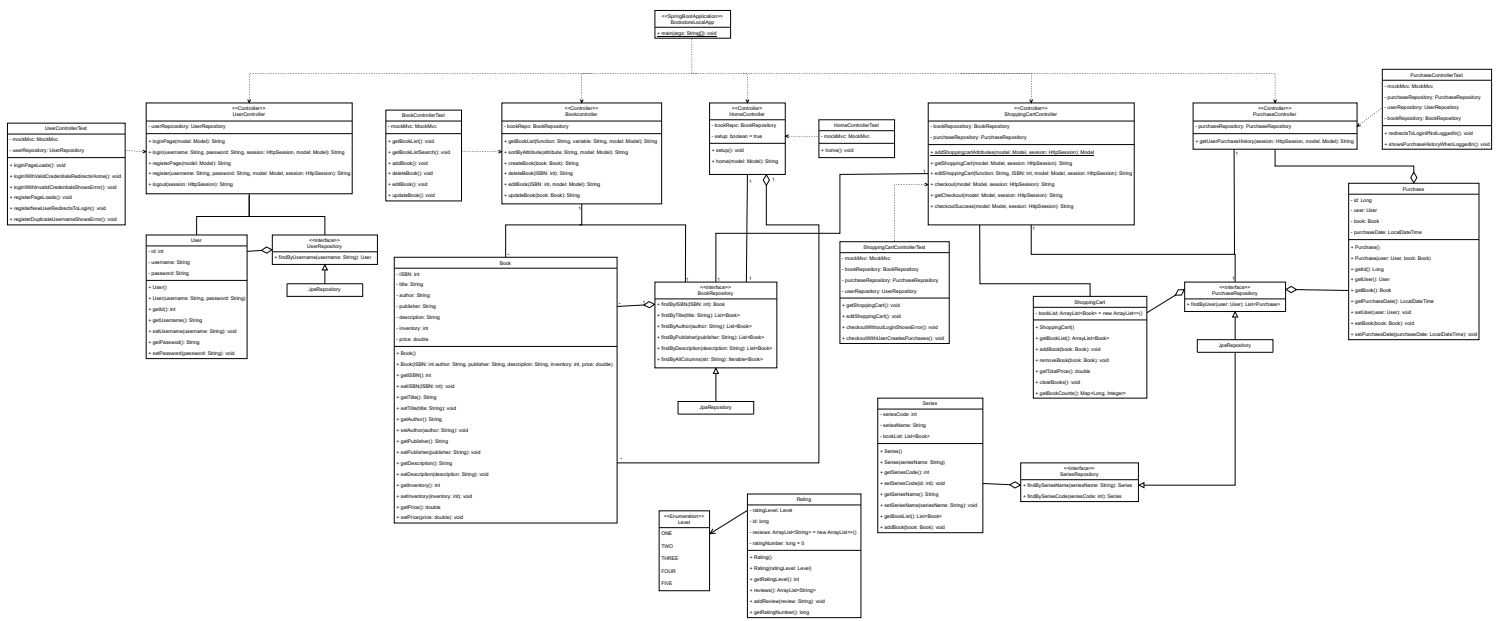 <<SpringBootApplication>>
BookstoreLocalApp
+ main(args: String[]): void
UserControllerTest
- mockMvc: MockMvc
- userRepository: UserRepository
+ loginPageLoads(): void
+ loginWithValidCredentialsRedirectsHome(): void
+ loginWithInvalidCredentialsShowsError(): void
+ registerPageLoads(): void
+ registerNewUserRedirectsToLogin(): void
+ registerDuplicateUsernameShowsError(): void
<<Controller>>
UserController
- userRepository: UserRepository
+ loginPage(model: Model): String
+ login(username: String, password: String, session: HttpSession, model: Model): String
+ registerPage(model: Model): String
+ register(username: String, password: String, model: Model, session: HttpSession): String
+ logout(session: HttpSession): String
User
- id: int
- username: String
- password: String
+ User()
+ User(username: String, password: String)
+ getId(): int
+ getUsername(): String
+ setUsername(username: String): void
+ getPasswod(): String
+ setPassword(password: String): void
<<interface>>
UserRepository
+ findByUsername(username: String): User
JpaRepository
BookControllerTest
- mockMvc: MockMvc
+ getBookList(): void
+ getBookListSearch(): void
+ addBook(): void
+ deleteBook(): void
+ editBook(): void
+ updateBook(): void
<<Controller>>
Bookcontroller
- bookRepo: BookRepository
+ getBookList(function: String, variable: String, model: Model): String
+ sortByAttribute(attribute: String, model: Model): String
+ createBook(book: Book): String
+ deleteBook(ISBN: int): String
+ editBook(ISBN: int, model: Model): String
+ updateBook(book: Book): String
1
*
1
Book
- ISBN: int
- title: String
- author: String
- publisher: String
- description: String
- inventory: int
- price: double
+ Book()
+ Book(ISBN: int author: String, publisher: String, description: String, inventory: int, price: double)
+ getISBN(): int
+ setISBN(ISBN: int): void
+ getTitle(): String
+ setTitle(title: String): void
+ getAuthor(): String
+ setAuthor(author: String): void
+ getPublisher(): String
+ setPublisher(publisher: String): void
+ getDescription(): String
+ setDescription(description: String): void
+ getInventory(): int
+ setInventory(inventory: int): void
+ getPrice(): double
+ setPrice(price: double): void
*
*
<<Controller>
HomeController
- bookRepo: BookRepository
- setup: boolean = true
+ setup(): void
+ home(model: Model): String
1
1
HomeControllerTest
- mockMvc: MockMvc
+ home(): void
1
1
<<interface>>
BookRepository
+ findByISBN(ISBN: int): Book
+ findByTitle(title: String): List<Book>
+ findByAuthor(author: String): List<Book>
+ findByPublisher(publisher: String): List<Book>
+ findByDescription(description: String): List<Book>
+ findByAllColumns(str: String): Iterable<Book>
JpaRepository
<<Controller>>
ShoppingCartController
- bookRepository: BookRepository
- purchaseRepository: PurchaseRepository
+ addShoppingcartAttributes(model: Model, session: HttpSession): Model
+ getShoppingCart(model: Model, session: HttpSession): String
+ editShoppingCart(function: String, ISBN: int, model: Model, session: HttpSession): String
+ checkout(model: Model, session: HttpSession): String
+ getCheckout(model: Model, session: HttpSession): String
+ checkoutSuccess(model: Model, session: HttpSession): String
1
1
ShoppingCartControllerTest
- mockMvc: MockMvc
- bookRepository: BookRepository
- purchaseRepository: PurchaseRepository
- userRepository: UserRepository
+ getShoppingCart(): void
+ editShoppingCart(): void
+ checkoutWithoutLoginShowsError(): void
+ checkoutWithUserCreatesPurchases(): void
ShoppingCart
- bookList: ArrayList<Book> = new ArrayList<>()
+ ShoppingCart()
+ getBookList(): ArrayList<Book>
+ addBook(book: Book): void
+ removeBook(book: Book): void
+ getTotalPrice(): double
+ clearBooks(): void
+ getBookCounts(): Map<Long, Integer>
<<Controller>>
PurchaseController
- purchaseRepository: PurchaseRepository
+ getUserPurchaseHistory(session: HttpSession, model: Model): String
1
1
<<interface>>
PurchaseRepository
+ findByUser(user: User): List<Purchase>
JpaRepository
PurchaseControllerTest
- mockMvc: MockMvc
- purchaseRepository: PurchaseRepository
- userRepository: UserRepository
- bookRepository: BookRepository
+ redirectsToLoginIfNotLoggedIn(): void
+ showsPurchaseHistoryWhenLoggedIn(): void
Purchase
- id: Long
- user: User
- book: Book
- purchaseDate: LocalDateTime
+ Purchase()
+ Purchase(user: User, book: Book)
+ getId(): Long
+ getUser(): User
+ getBook(): Book
+ getPurchaseDate(): LocalDateTime
+ setUser(user: User): void
+ setBook(book: Book): void
+ setPurchaseDate(purchaseDate: LocalDateTime): void
Series
- seriesCode: int
- seriesName: String
- bookList: List<Book>
+ Series()
+ Series(seriesName: String)
+ getSeriesCode(): int
+ setSeriesCode(id: int): void
+ getSeriesName(): String
+ setSeriesName(seriesName: String): void
+ getBookList(): List<Book>
+ addBook(book: Book): void
<<interface>>
SeriesRepository
+ findBySeriesName(seriesName: String): Series
+ findBySeriesCode(seriesCode: int): Series
<<Enumeration>>
Level
ONE
TWO
THREE
FOUR
FIVE
Rating
- ratingLevel: Level
- id: long
- reviews: ArrayList<String> = new ArrayList<>()
- ratingNumber: long = 0
+ Rating()
+ Rating(ratingLevel: Level)
+ getRatingLevel(): int
+ reviews(): ArrayList<String>
+ addReview(review: String): void
+ getRatingNumber(): long